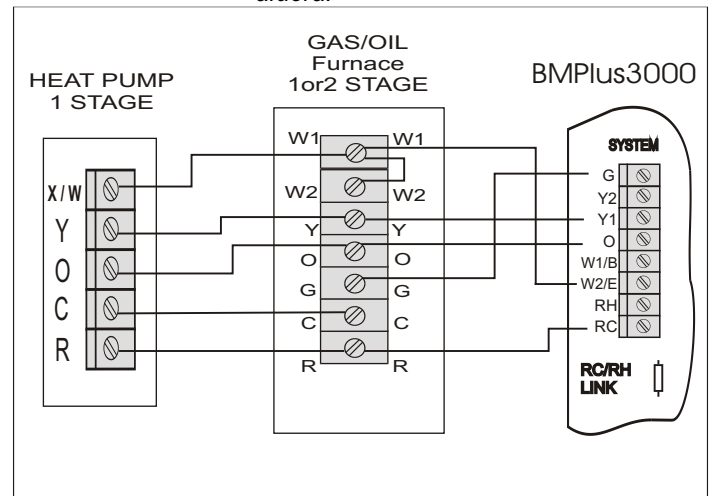 HEAT PUMP
1 STAGE
X/W
Y
O
C
R
GAS/OIL
Furnace
1or2 STAGE
W1
W1
W2
W2
Y
Y
O
O
G
G
C
C
R
R
BMPlus3000
SYSTEM
G
Y2
Y1
O
W1/B
W2/E
RH
RC
RC/RH
LINK